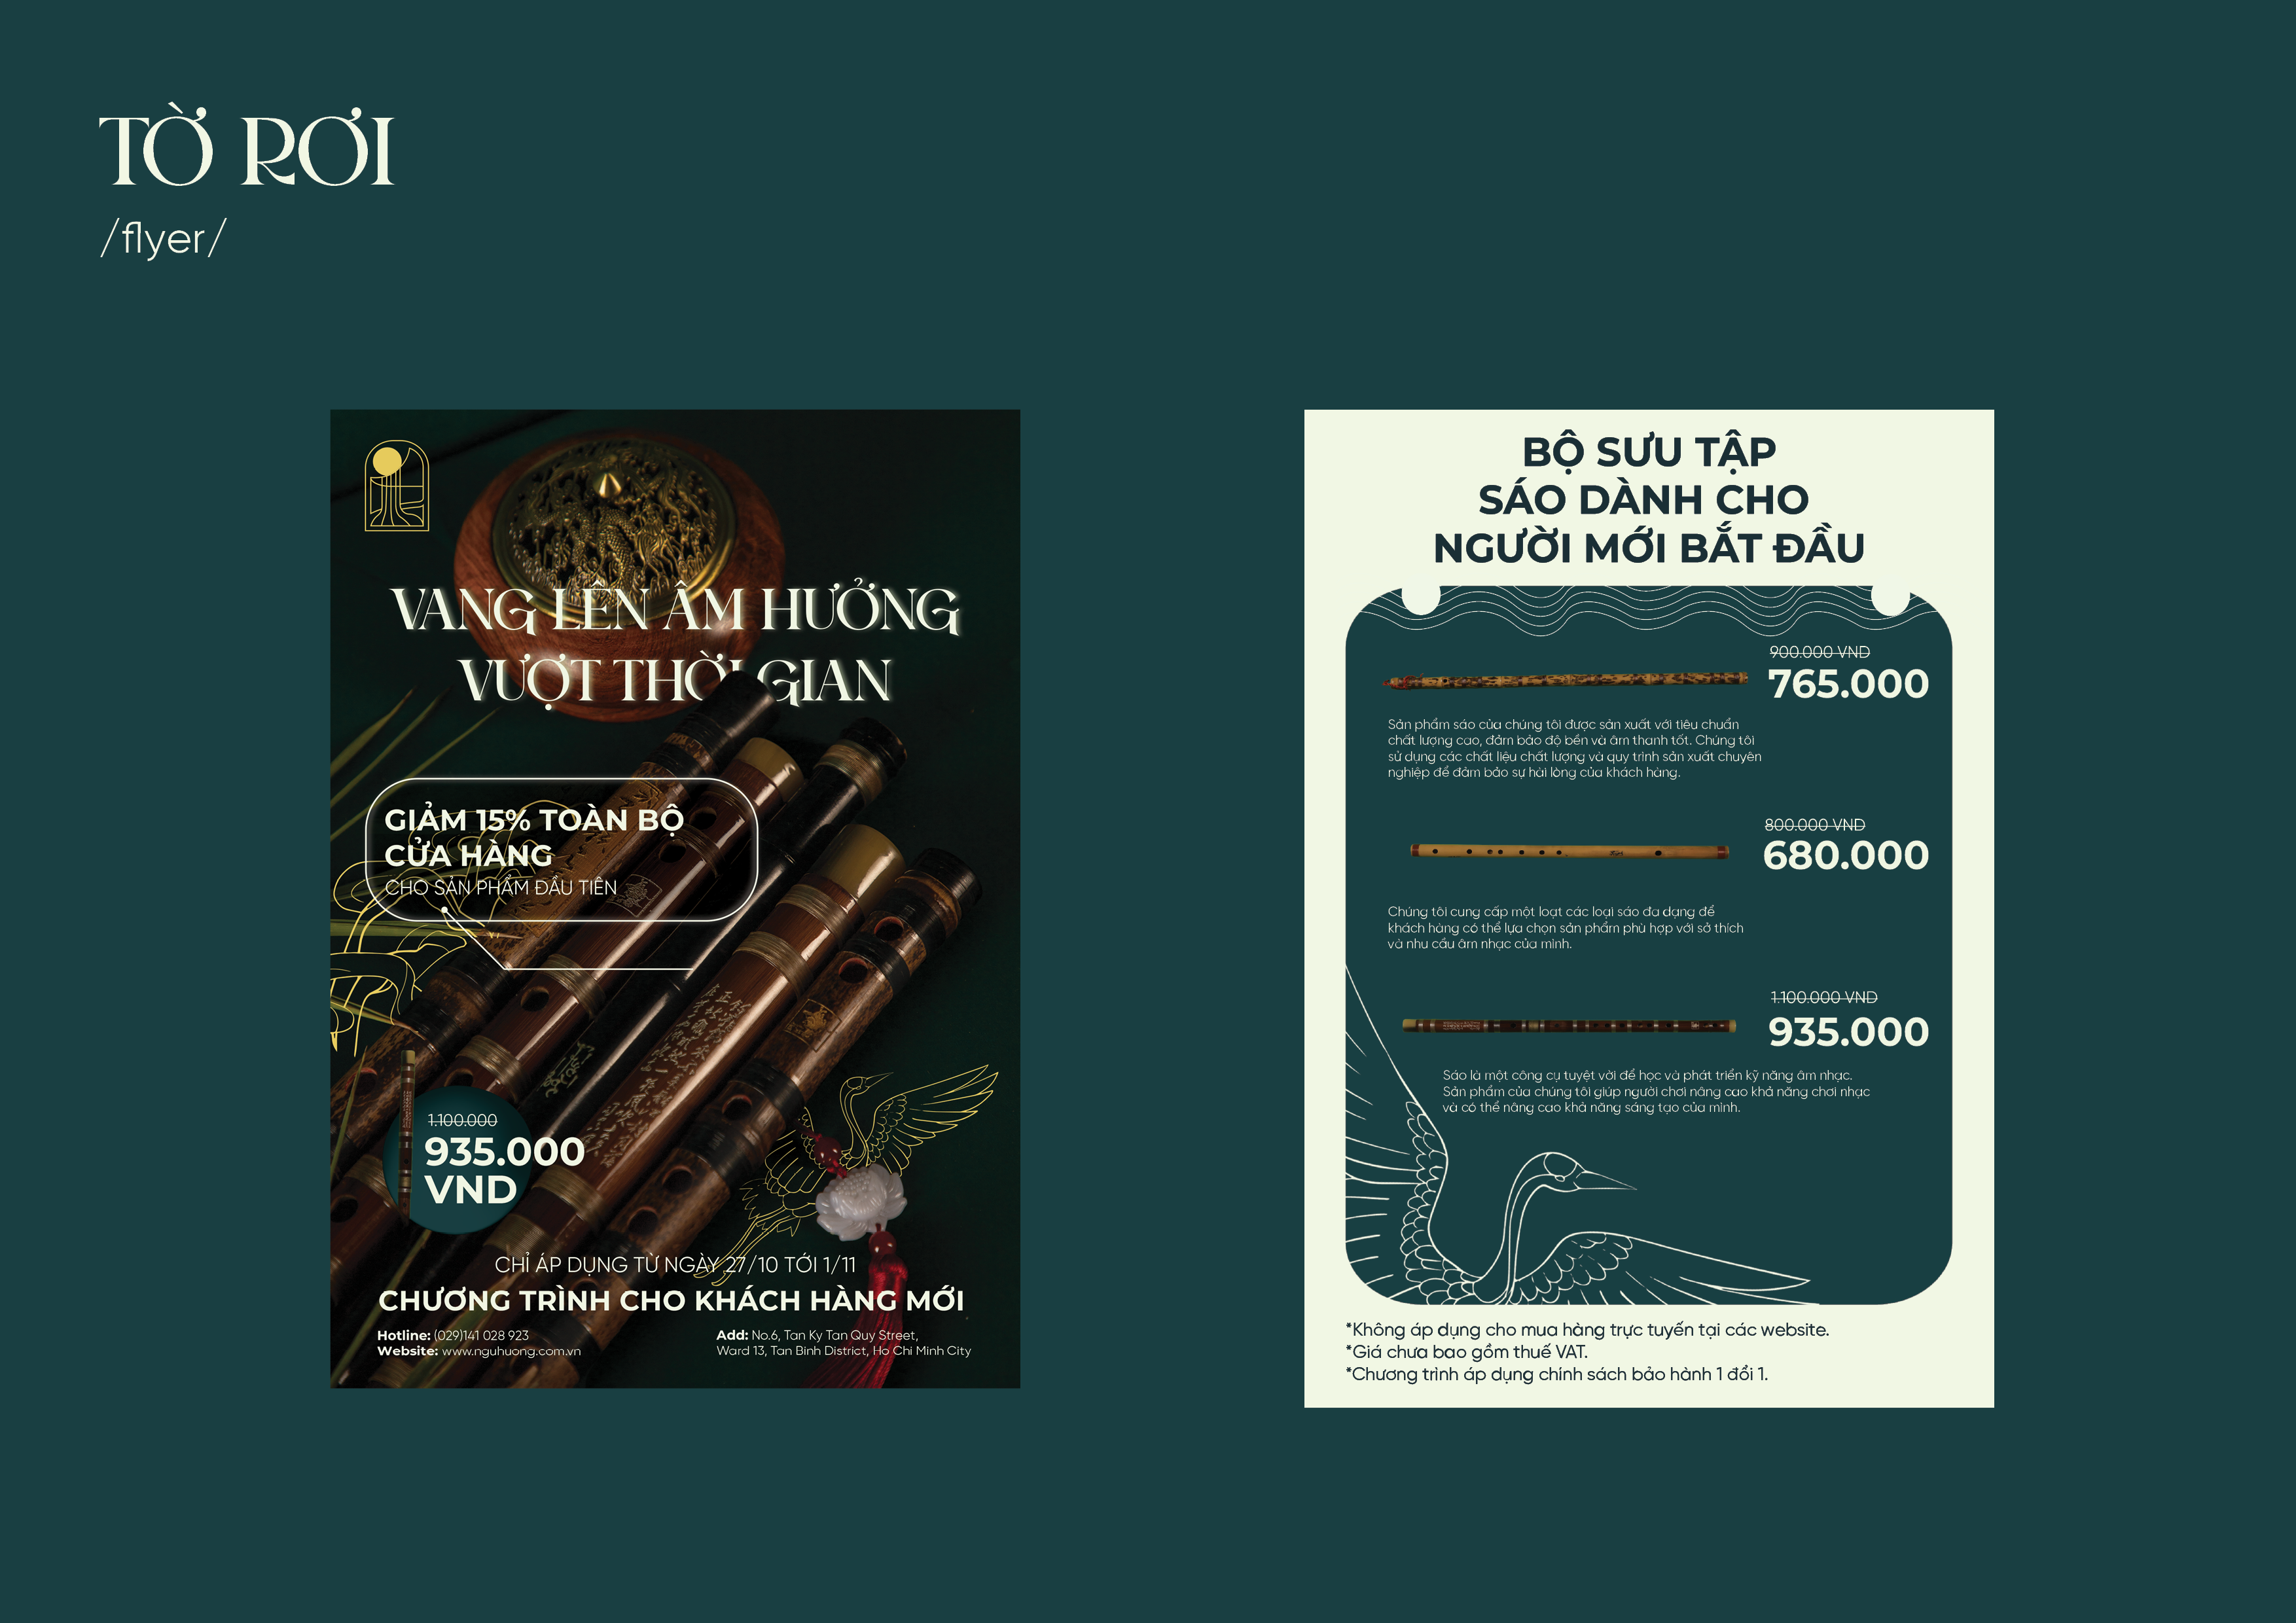 TỜ RƠI
/flyer/
VANG LÊN ÂM HƯỞNG
VƯỢT THỜI GIAN
GIẢM 15% TOÀN BỘ
CỬA HÀNG
CHO SẢN PHẨM ĐẦU TIÊN
1.100.000
935.000
VND
CHỈ ÁP DỤNG TỪ NGÀY 27/10 TỚI 1/11
CHƯƠNG TRÌNH CHO KHÁCH HÀNG MỚI
Hotline: (029)141 028 923
Website: www.nguhuong.com.vn
Add: No.6, Tan Ky Tan Quy Street,
Ward 13, Tan Binh District, Ho Chi Minh City
BỘ SƯU TẬP
SÁO DÀNH CHO
NGƯỜI MỚI BẮT ĐẦU
900.000 VND
765.000
Sản phẩm sáo của chúng tôi được sản xuất với tiêu chuẩn
chất lượng cao, đảm bảo độ bền và âm thanh tốt. Chúng tôi
sử dụng các chất liệu chất lượng và quy trình sản xuất chuyên
nghiệp để đảm bảo sự hài lòng của khách hàng.
800.000 VND
680.000
Chúng tôi cung cấp một loạt các loại sáo đa dạng để
khách hàng có thể lựa chọn sản phẩm phù hợp với sở thích
và nhu cầu âm nhạc của mình.
1.100.000 VND
935.000
Sáo là một công cụ tuyệt vời để học và phát triển kỹ năng âm nhạc.
Sản phẩm của chúng tôi giúp người chơi nâng cao khả năng chơi nhạc
và có thể nâng cao khả năng sáng tạo của mình.
*Không áp dụng cho mua hàng trực tuyến tại các website.
*Giá chưa bao gồm thuế VAT.
*Chương trình áp dụng chính sách bảo hành 1 đổi 1.